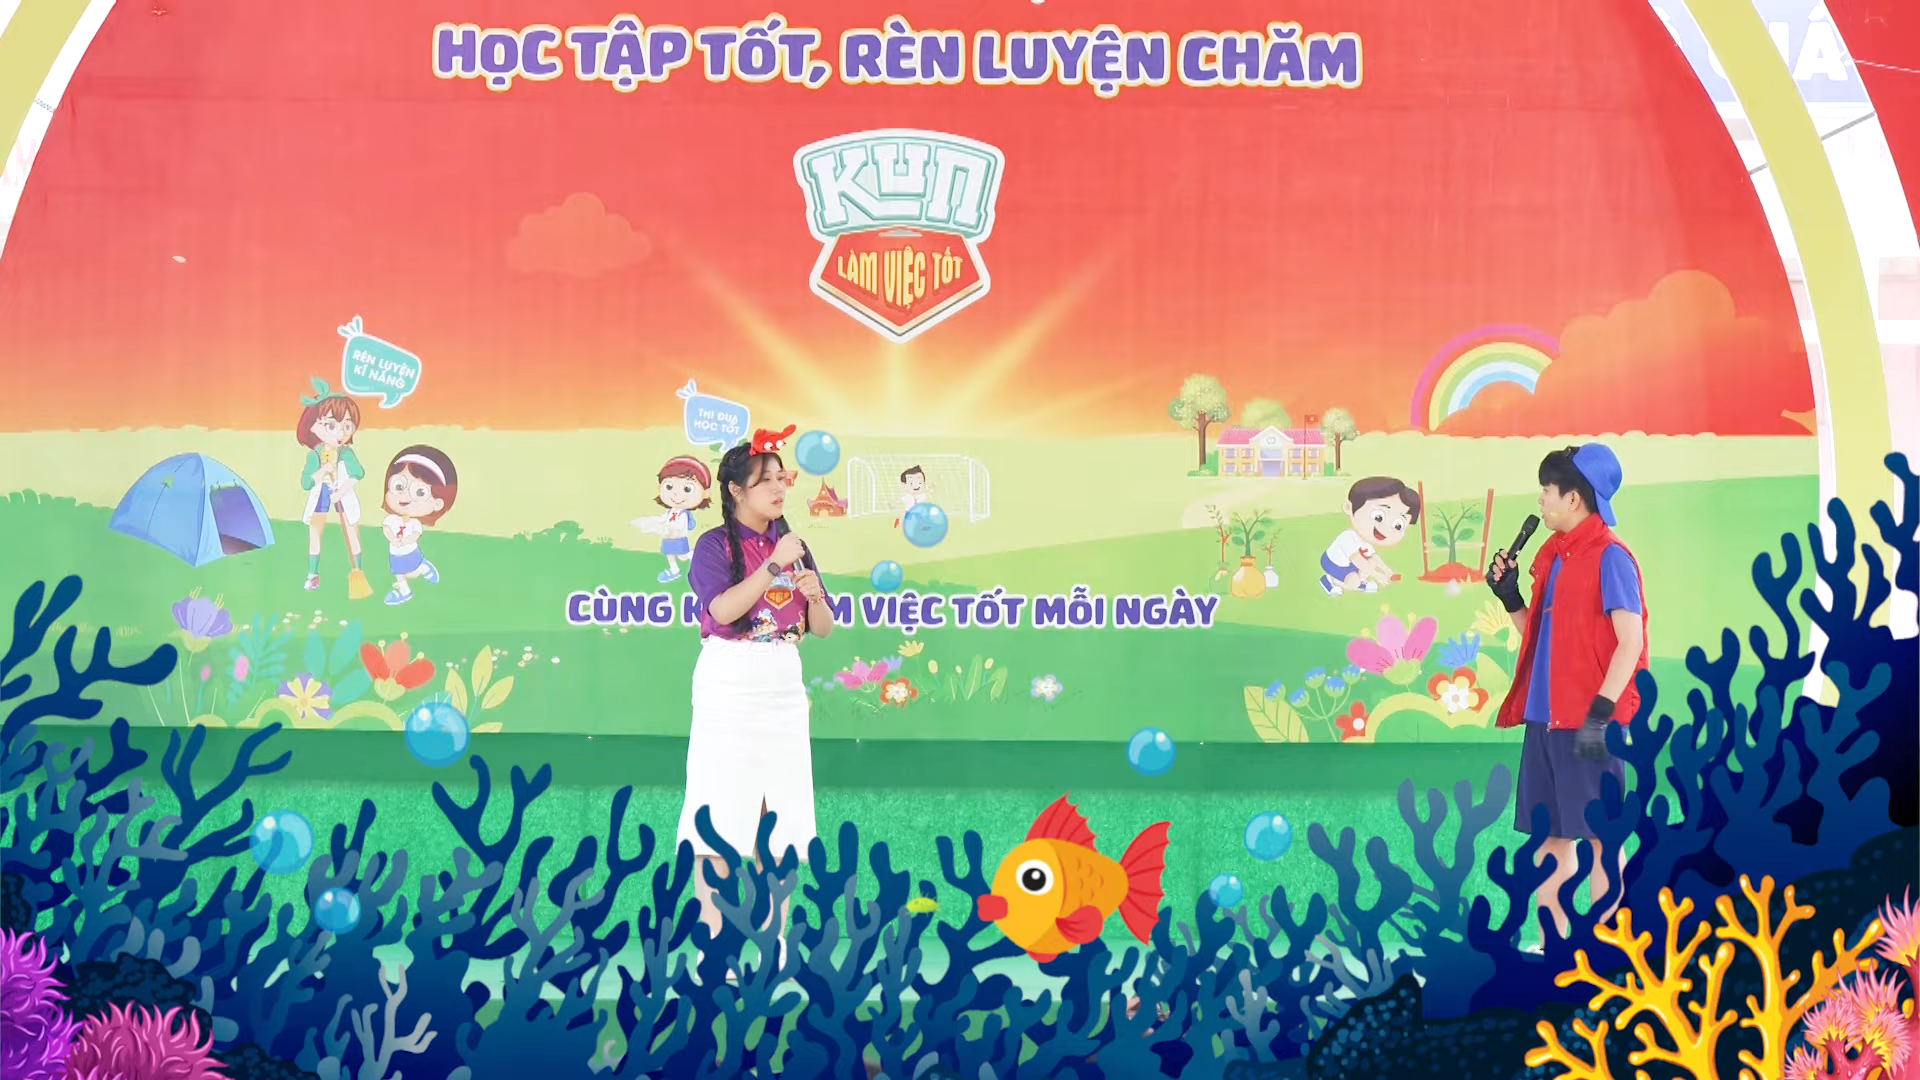 HỌC TẬP TỐT, RÈN LUYỆN CHĂM
KUN
LÀM VIỆC TỐT
RÈN LUYỆN
KĨ NĂNG
THI ĐUA
HỌC TỐT
CÙNG K M VIỆC TỐT MỖI NGÀY